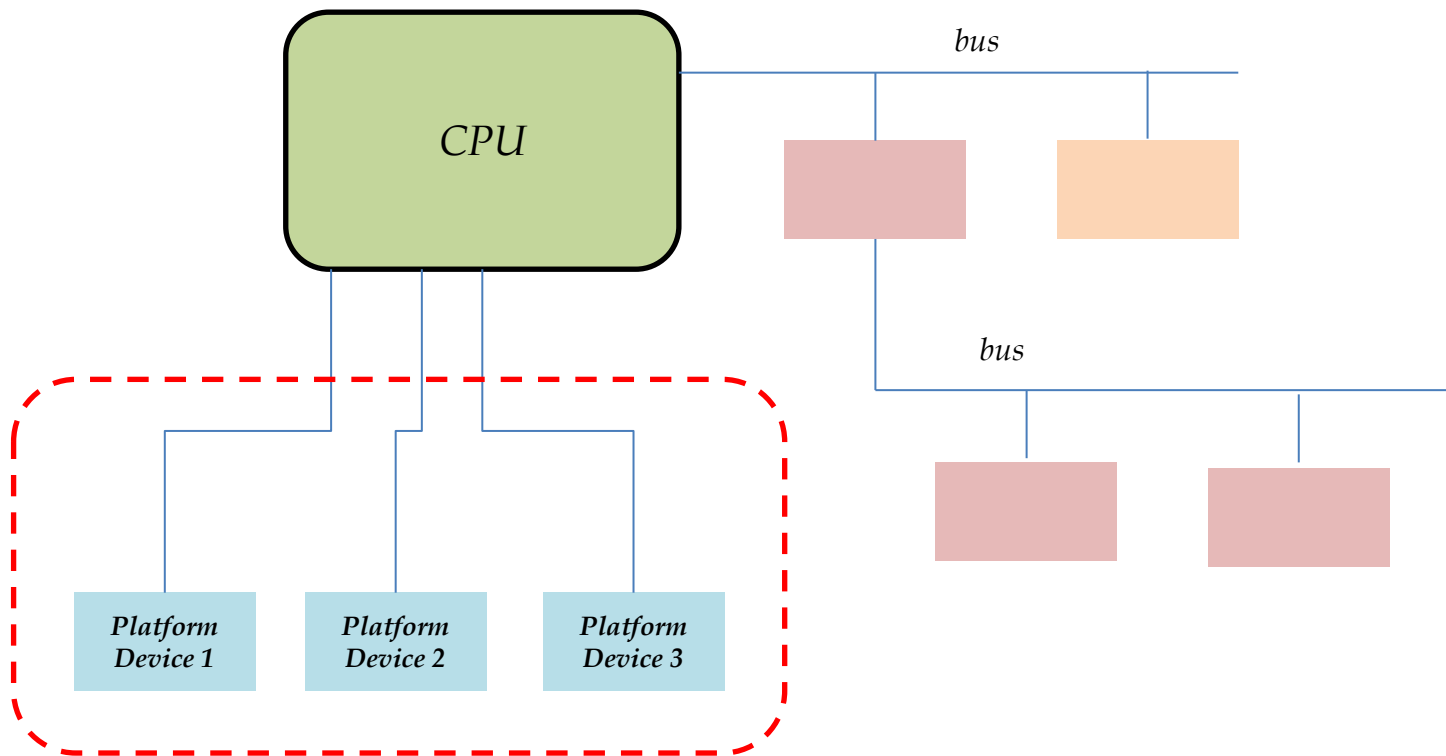 bus
CPU
bus
Platform
Device 1
Platform
Device 2
Platform
Device 3